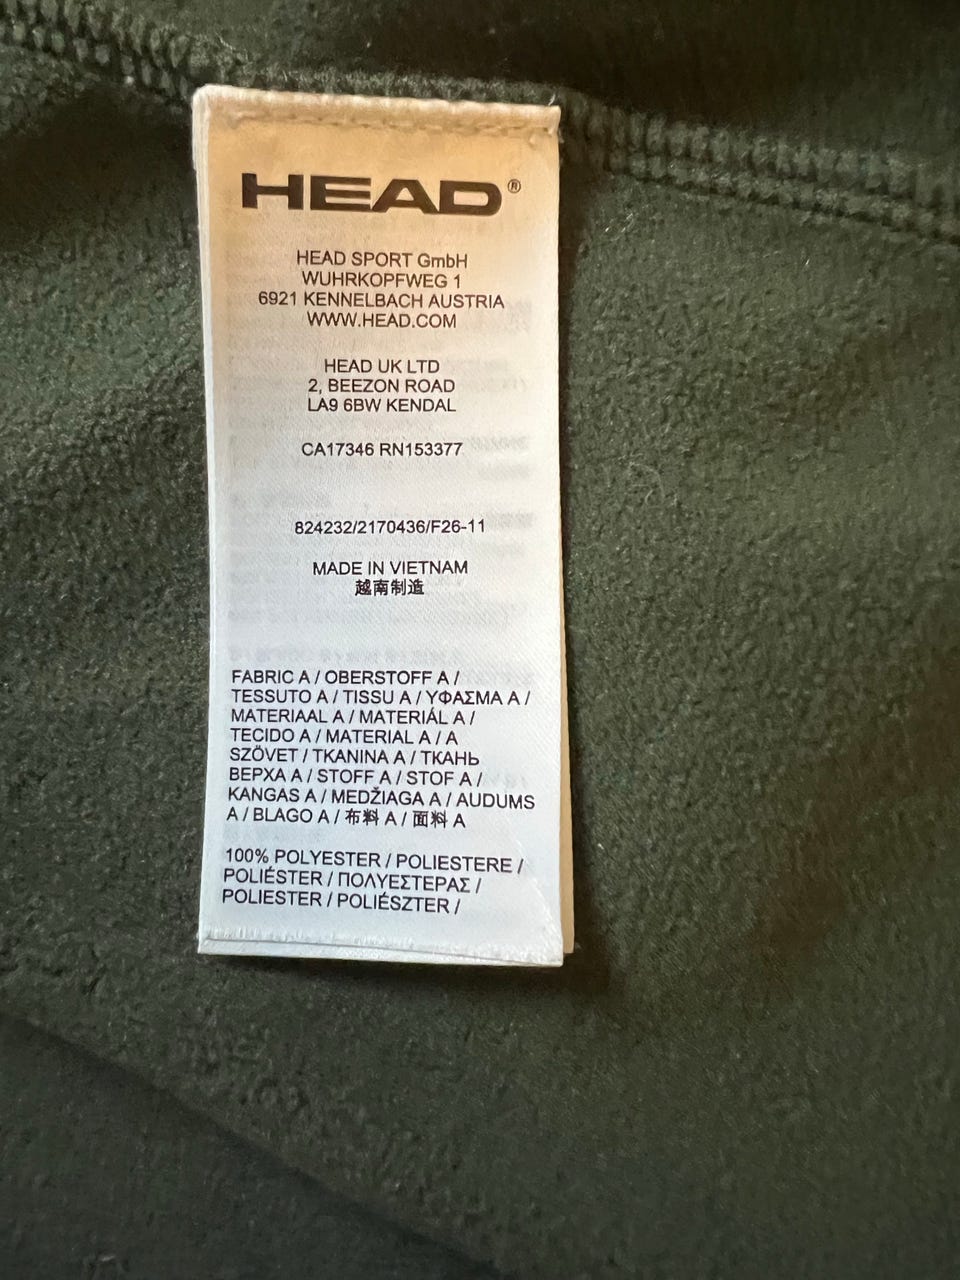 HEAD®
HEAD SPORT GmbH
WUHRKOPFWEG 1
6921 KENNELBACH AUSTRIA
WWW.HEAD.COM
HEAD UK LTD
2, BEEZON ROAD
LA9 6BW KENDAL
CA17346 RN153377
824232/2170436/F26-11
MADE IN VIETNAM
越南制造
FABRIC A / OBERSTOFF A /
TESSUTO A / TISSU A / ΥΦΑΣΜΑ A /
MATERIAAL A / MATERIÁL A /
TECIDO A / MATERIAL A / A
SZÖVET / TKANINA A / ТКАНЬ
ВЕРХА A / STOFF A / STOF A /
KANGAS A / MEDŽIAGA A / AUDUMS
A / BLAGO A / 布料 A / 面料 A
100% POLYESTER / POLIESTERE /
POLIÉSTER / ΠΟΛΥΕΣΤΕΡΑΣ /
POLIESTER / POLIÉSZTER /